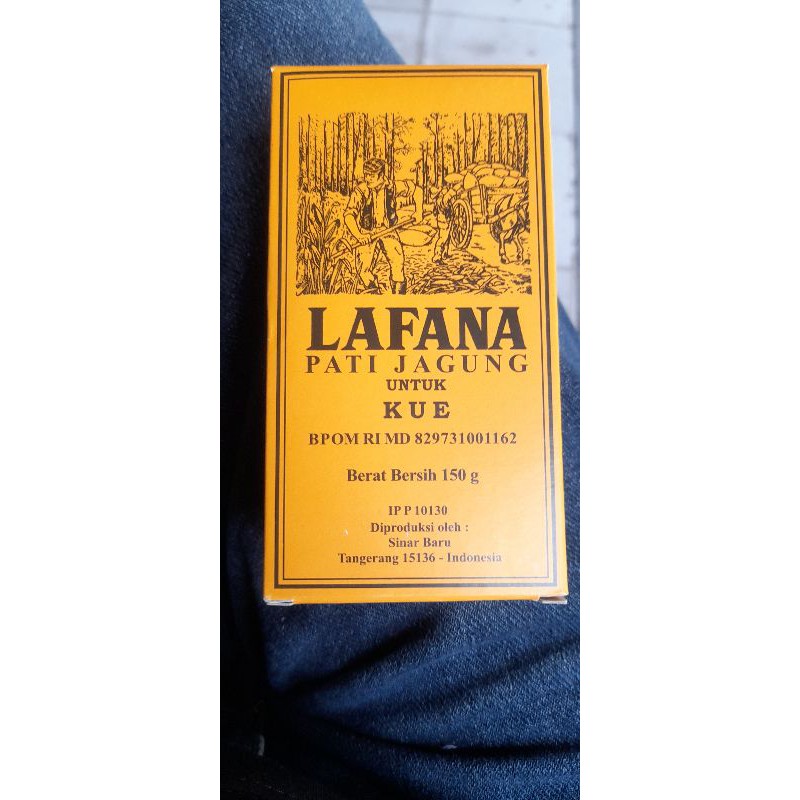 LAFANA
PATI JAGUNG
UNTUK
KUE
BPOM RI MD 829731001162
Berat Bersih 150 g
IP P 10130
Diproduksi oleh :
Sinar Baru
Tangerang 15136 - Indonesia